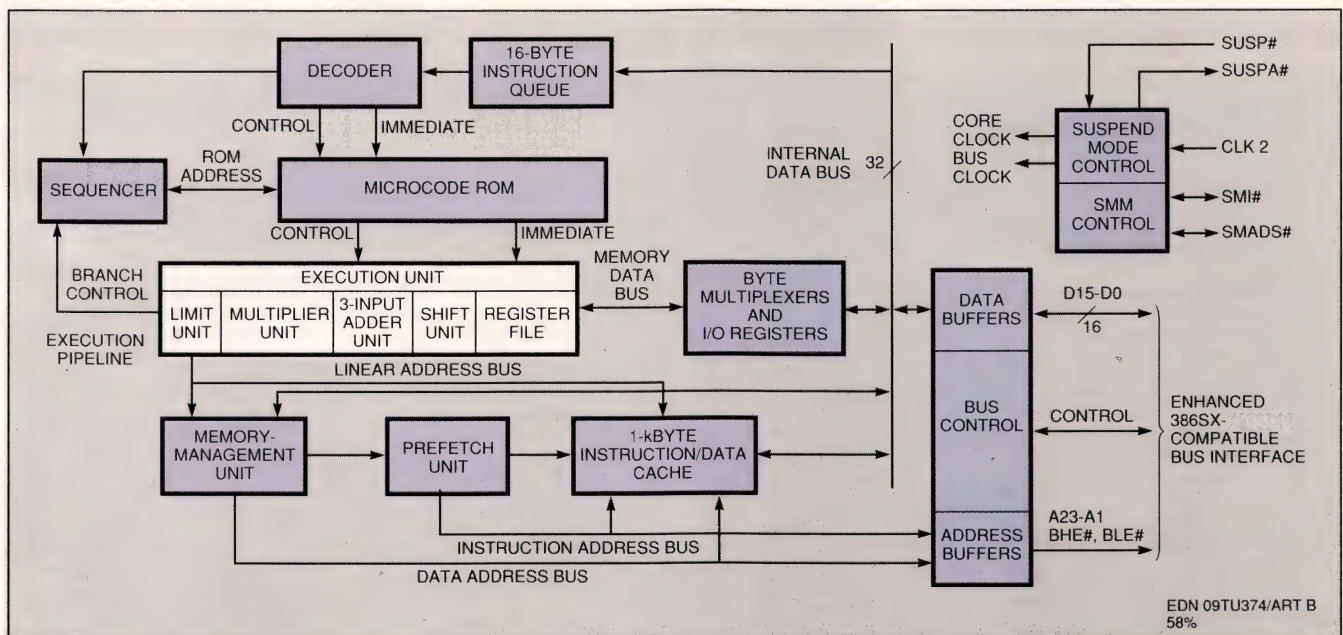 DECODER
16-BYTE
INSTRUCTION
QUEUE
SUSP#
SUSPA#
CONTROL
IMMEDIATE
CORE
CLOCK
BUS
CLOCK
SUSPEND
MODE
CONTROL
CLK 2
SMM
CONTROL
SMI#
SMADS#
ROM
ADDRESS
SEQUENCER
MICROCODE ROM
INTERNAL
DATA BUS
32
CONTROL
IMMEDIATE
BRANCH
CONTROL
EXECUTION UNIT
LIMIT
UNIT
MULTIPLIER
UNIT
3-INPUT
ADDER
UNIT
SHIFT
UNIT
REGISTER
FILE
EXECUTION
PIPELINE
MEMORY
DATA
BUS
BYTE
MULTIPLEXERS
AND
I/O REGISTERS
DATA
BUFFERS
D15-D0
16
LINEAR ADDRESS BUS
MEMORY-
MANAGEMENT
UNIT
PREFETCH
UNIT
1-kBYTE
INSTRUCTION/DATA
CACHE
BUS
CONTROL
CONTROL
ENHANCED
386SX-
COMPATIBLE
BUS INTERFACE
INSTRUCTION ADDRESS BUS
DATA ADDRESS BUS
ADDRESS
BUFFERS
A23-A1
BHE#, BLE#
EDN 09TU374/ART B
58%